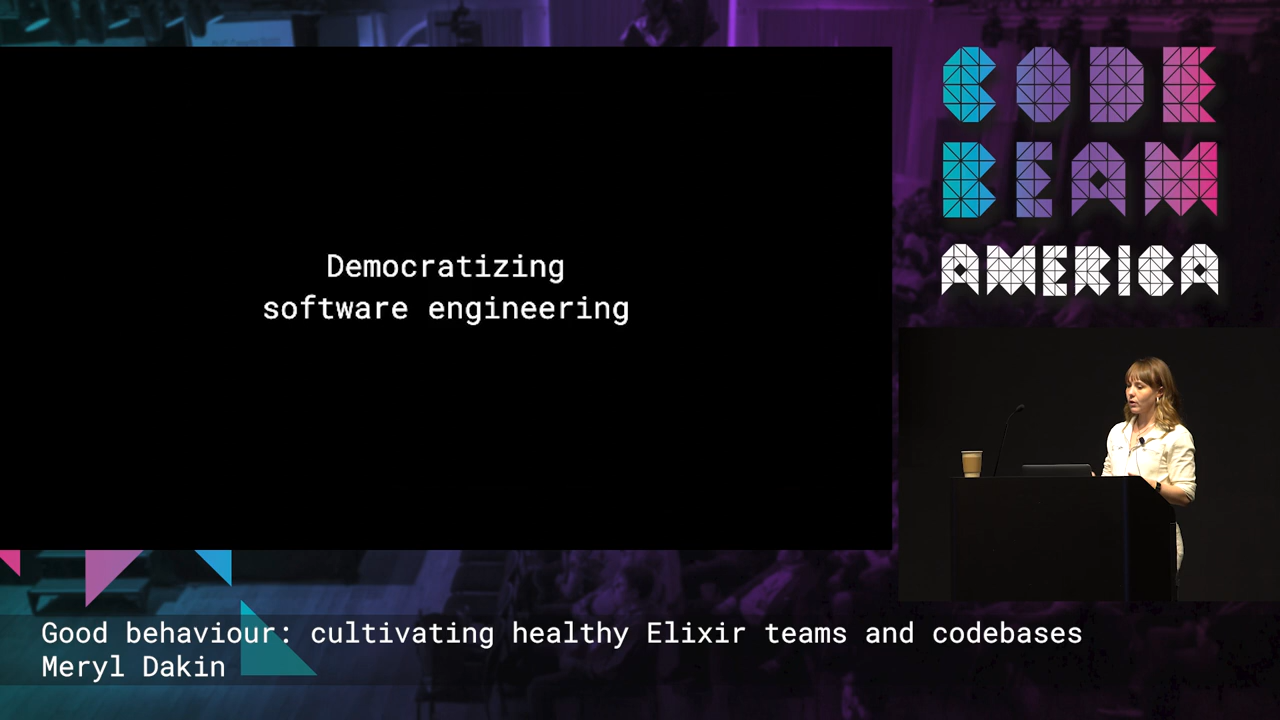 Democratizing
software engineering
CODE
BEAM
AMERICA
Good behaviour: cultivating healthy Elixir teams and codebases
Meryl Dakin